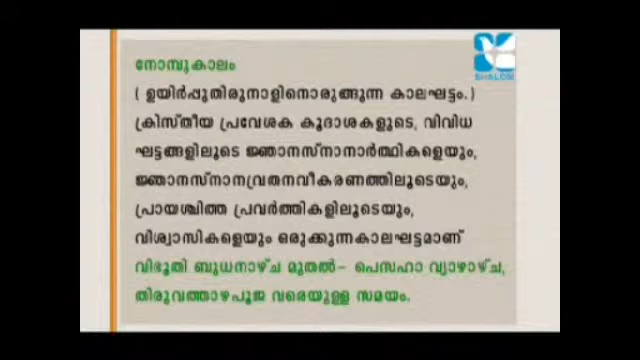 നോമ്പുകാലം
SHALOM
( ഉയിർപ്പുതിരുനാളിനൊരുങ്ങുന്ന കാലഘട്ടം.)
ക്രിസ്തീയ പ്രവേശക കൂദാശകളുടെ, വിവിധ
ഘട്ടങ്ങളിലൂടെ ജ്ഞാനസ്നാനാർത്ഥികളെയും,
ജ്ഞാനസ്നാനവ്രതനവീകരണത്തിലൂടെയും,
പ്രായശ്ചിത്ത പ്രവർത്തികളിലൂടെയും,
വിശ്വാസികളെയും ഒരുക്കുന്നകാലഘട്ടമാണ്
വിഭൂതി ബുധനാഴ്ച മുതൽ- പെസഹാ വ്യാഴാഴ്ച,
തിരുവത്താഴപൂജ വരെയുള്ള സമയം.